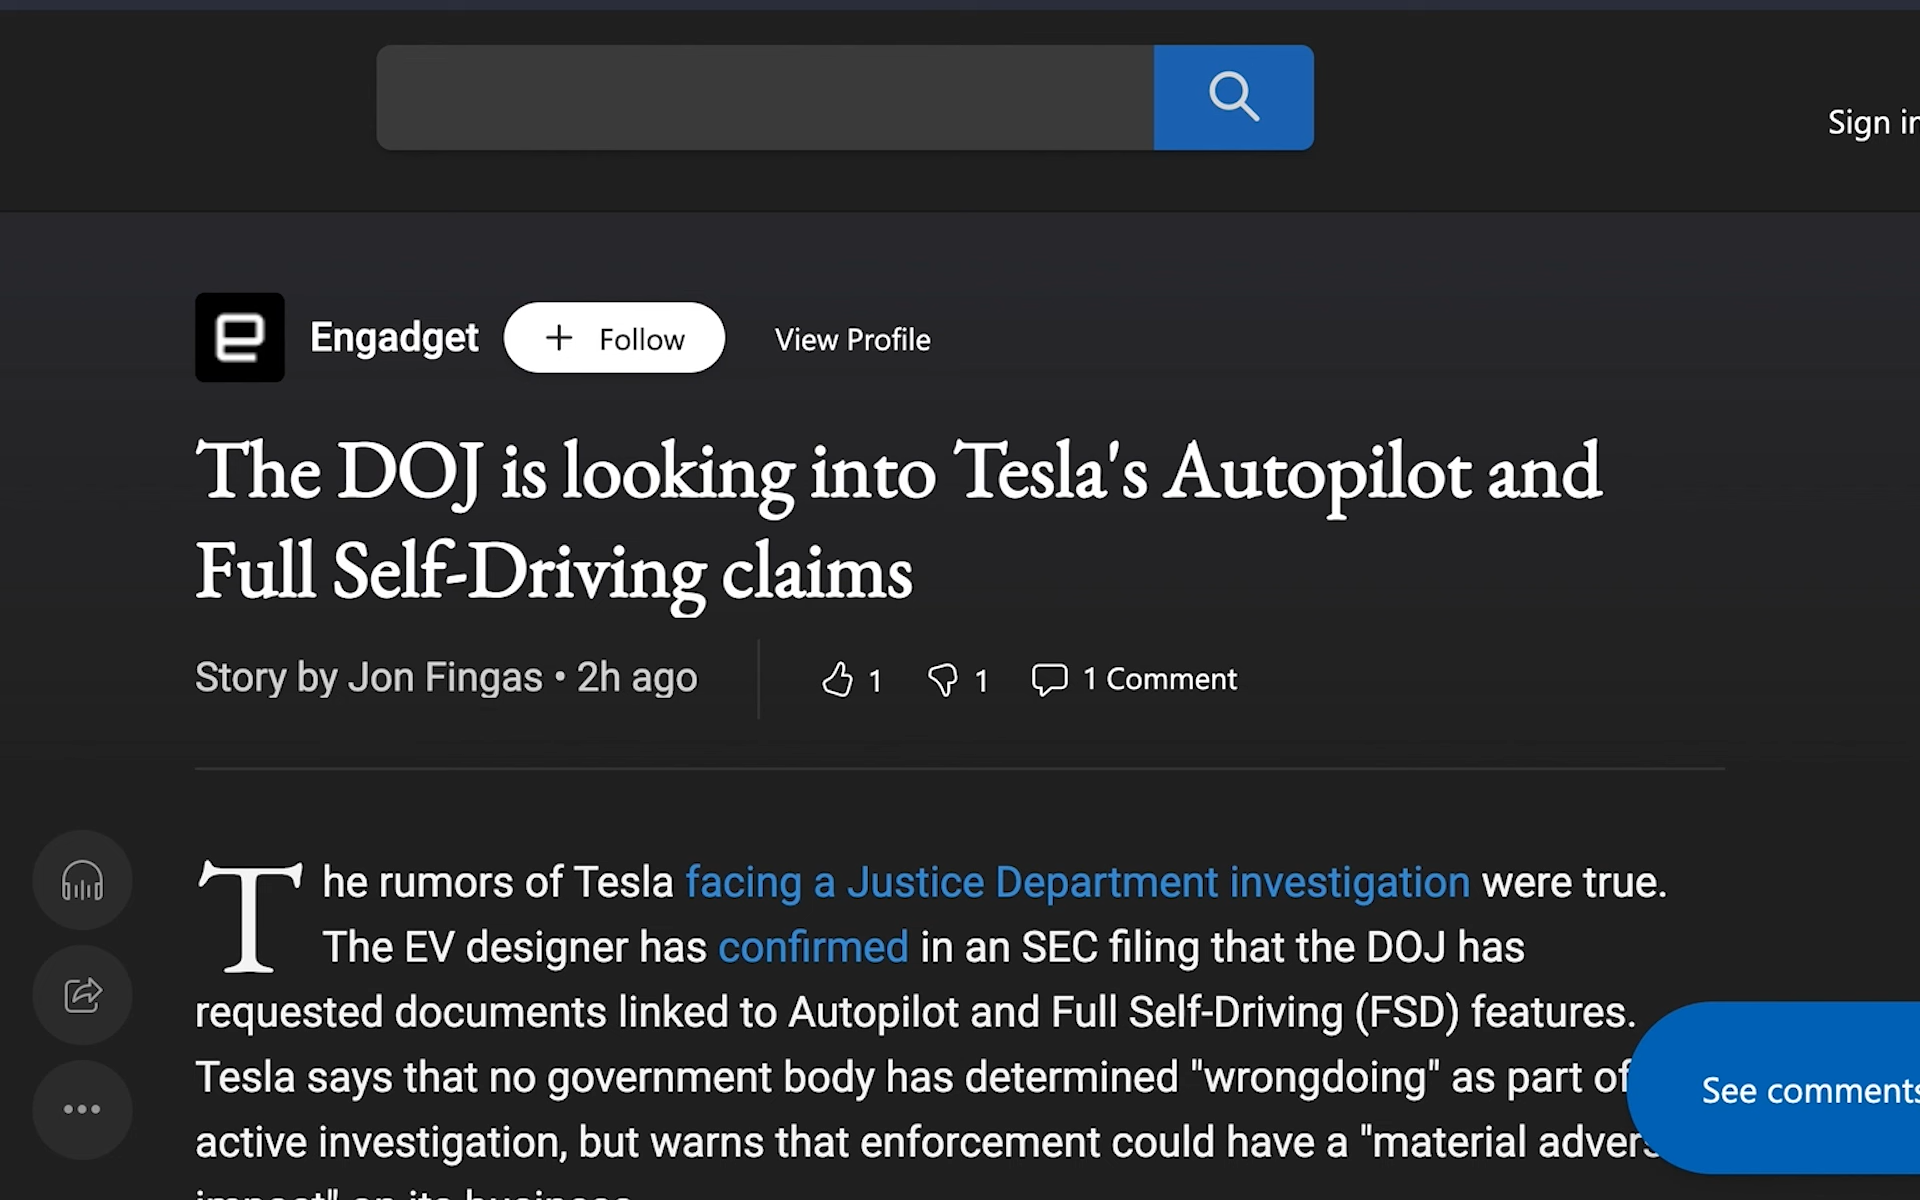 Sign in
Engadget
+ Follow
View Profile
The DOJ is looking into Tesla's Autopilot and
Full Self-Driving claims
Story by Jon Fingas • 2h ago
1
1
1 Comment
The rumors of Tesla facing a Justice Department investigation were true.
The EV designer has confirmed in an SEC filing that the DOJ has
requested documents linked to Autopilot and Full Self-Driving (FSD) features.
Tesla says that no government body has determined "wrongdoing" as part of
active investigation, but warns that enforcement could have a "material advers
impact" on its business.
See comments